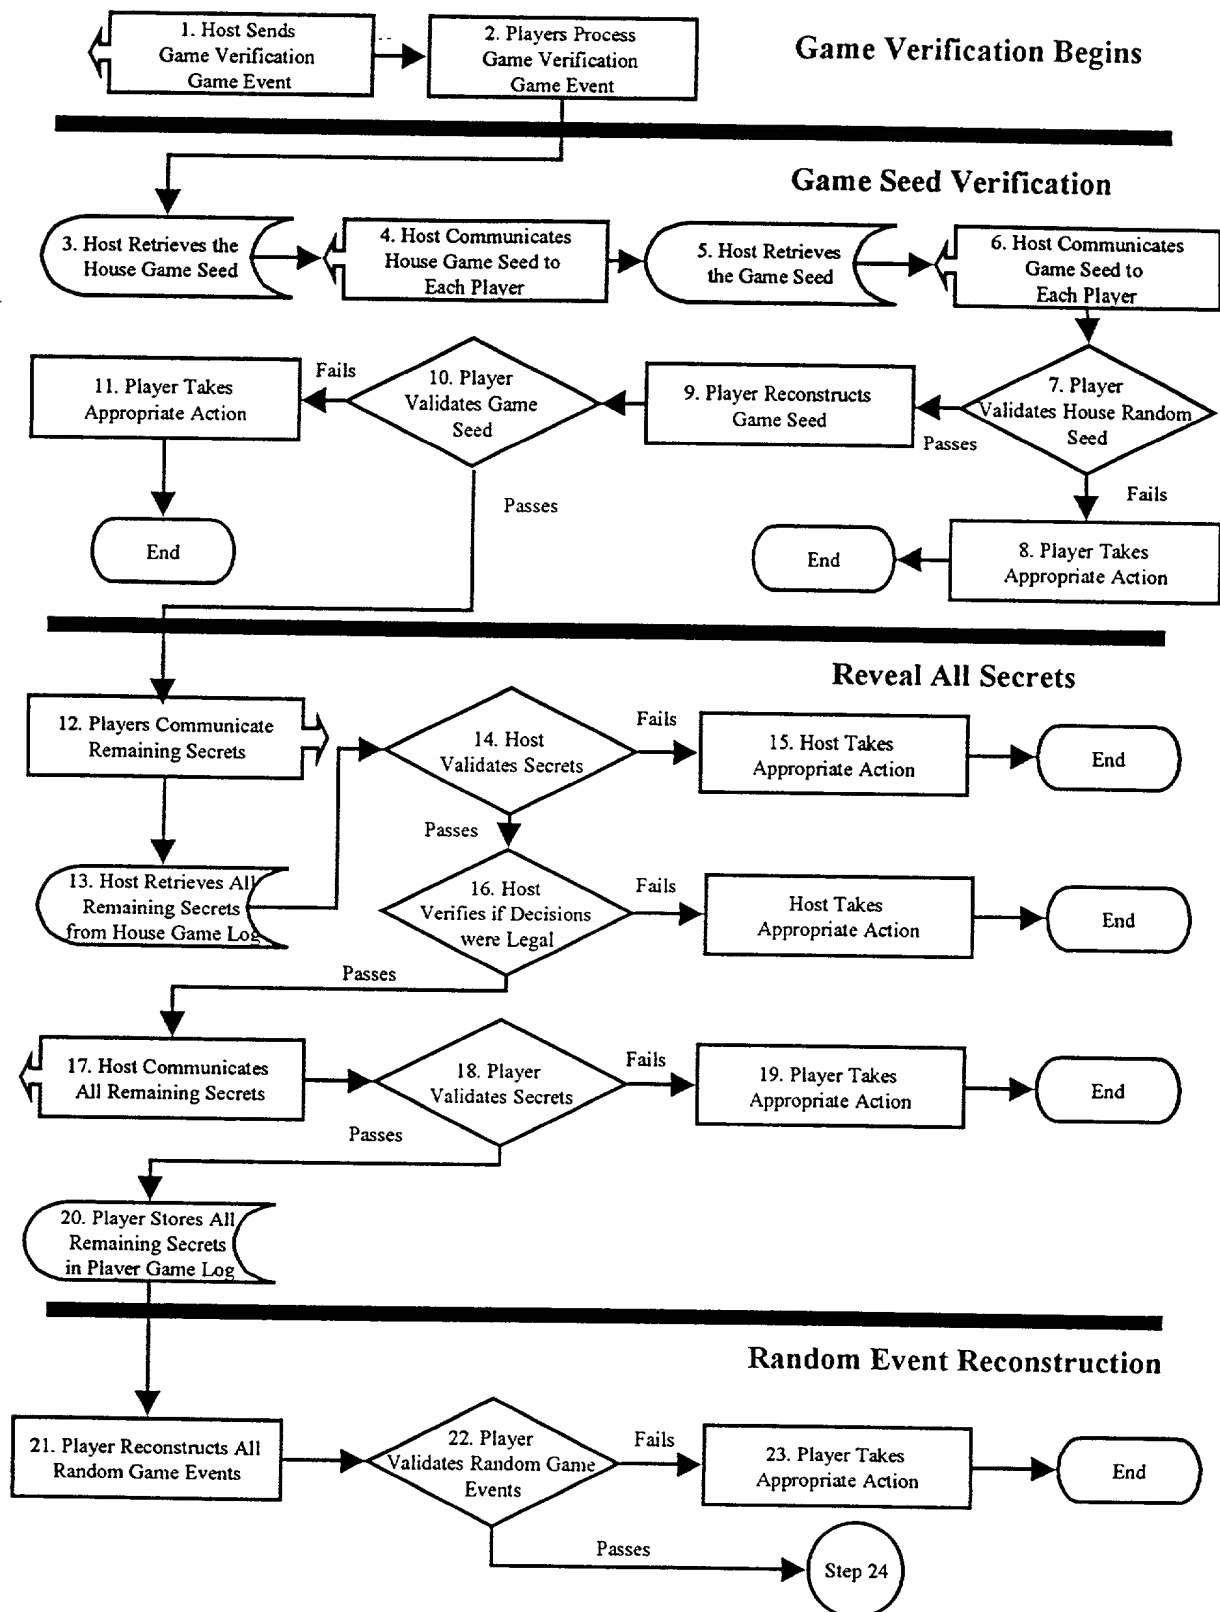 1. Host Sends
Game Verification
Game Event
2. Players Process
Game Verification
Game Event
Game Verification Begins
Game Seed Verification
3. Host Retrieves the
House Game Seed
4. Host Communicates
House Game Seed to
Each Player
5. Host Retrieves
the Game Seed
6. Host Communicates
Game Seed to
Each Player
7. Player
Validates House Random
Seed
Passes
Fails
8. Player Takes
Appropriate Action
End
9. Player Reconstructs
Game Seed
10. Player
Validates Game
Seed
Fails
Passes
11. Player Takes
Appropriate Action
End
Reveal All Secrets
12. Players Communicate
Remaining Secrets
13. Host Retrieves All
Remaining Secrets
from House Game Log
14. Host
Validates Secrets
Fails
15. Host Takes
Appropriate Action
End
Passes
16. Host
Verifies if Decisions
were Legal
Fails
Host Takes
Appropriate Action
End
Passes
17. Host Communicates
All Remaining Secrets
18. Player
Validates Secrets
Fails
19. Player Takes
Appropriate Action
End
Passes
20. Player Stores All
Remaining Secrets
in Player Game Log
Random Event Reconstruction
21. Player Reconstructs All
Random Game Events
22. Player
Validates Random Game
Events
Fails
23. Player Takes
Appropriate Action
End
Passes
Step 24